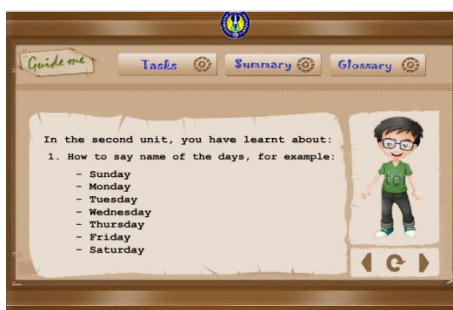 Guide me
Tasks
Summary
Glossary
In the second unit, you have learnt about:
1. How to say name of the days, for example:
- Sunday
- Monday
- Tuesday
- Wednesday
- Thursday
- Friday
- Saturday